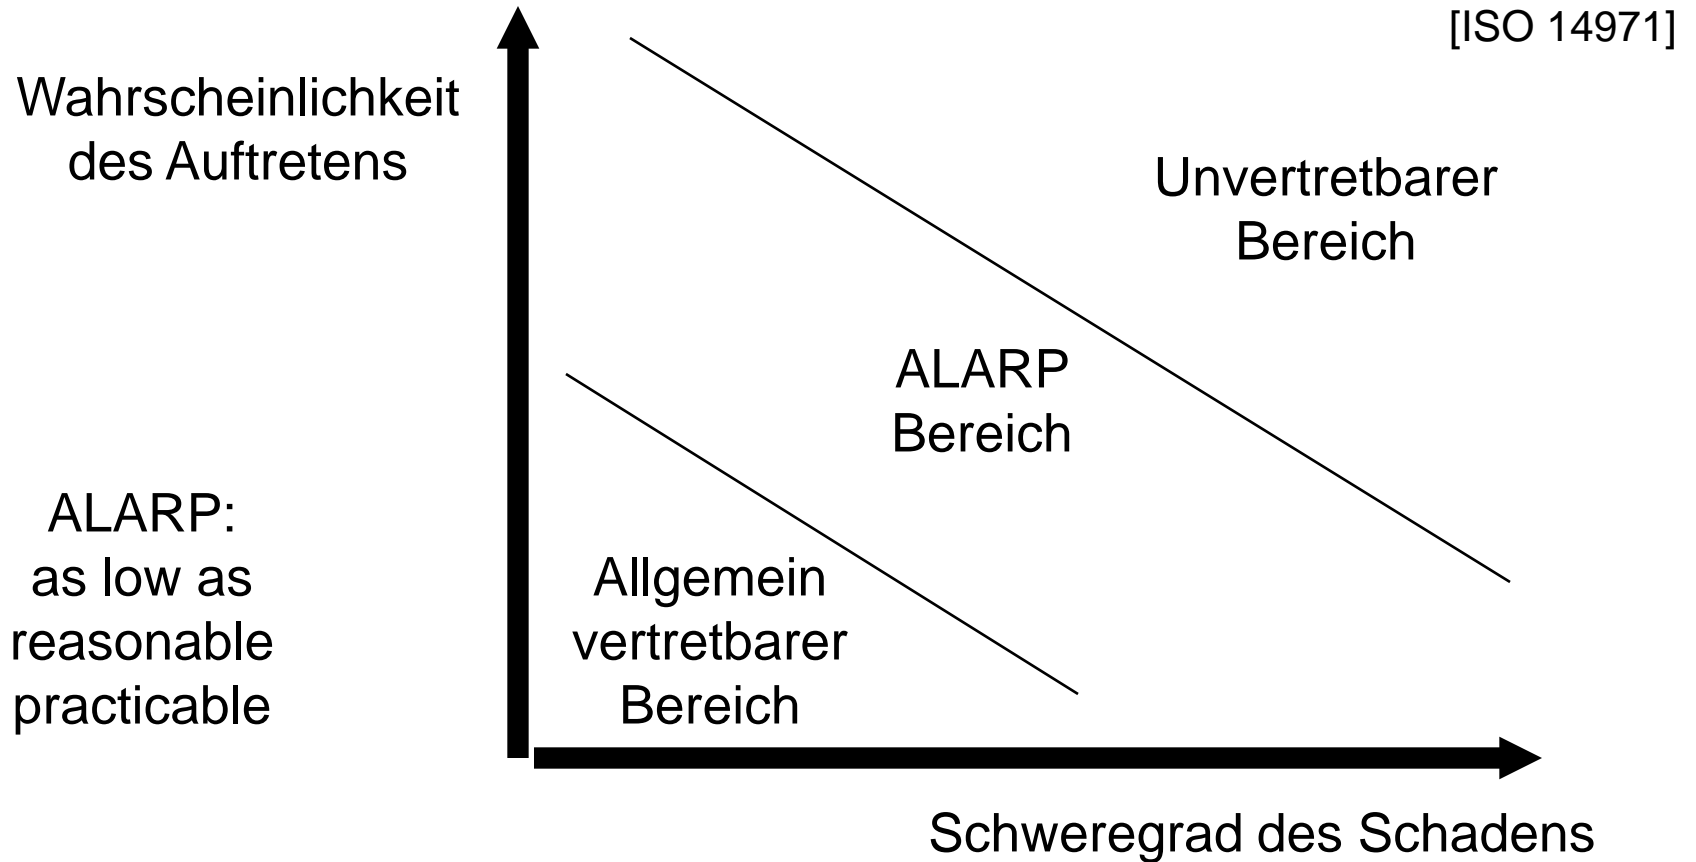 [ISO 14971]
Wahrscheinlichkeit
des Auftretens
Unvertretbarer
Bereich
ALARP
Bereich
ALARP:
as low as
reasonable
practicable
Allgemein
vertretbarer
Bereich
Schweregrad des Schadens